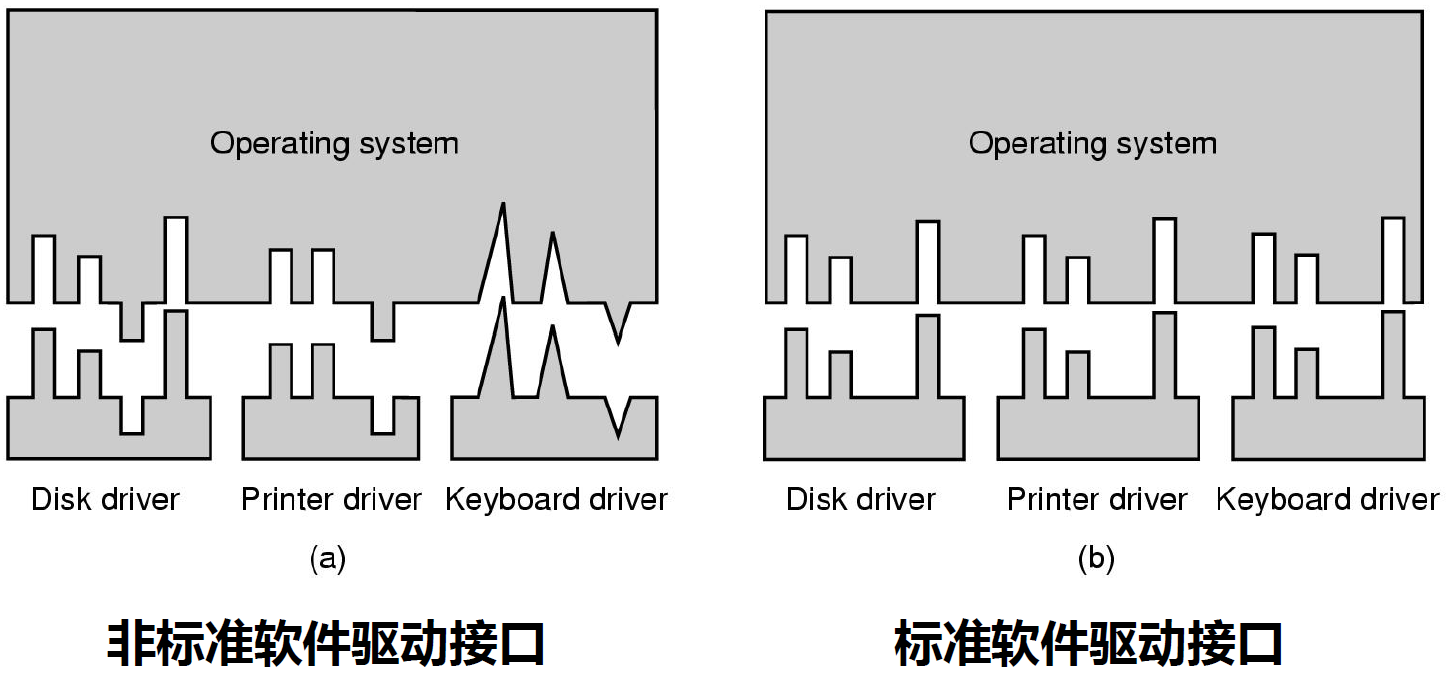 Operating system
Disk driver
Printer driver
Keyboard driver
(a)
非标准软件驱动接口
Operating system
Disk driver
Printer driver
Keyboard driver
(b)
标准软件驱动接口